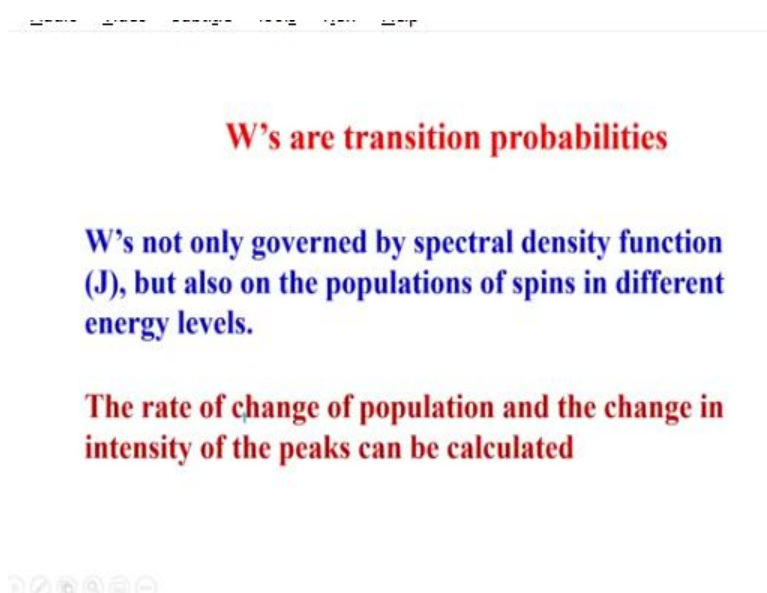 W's are transition probabilities
W's not only governed by spectral density function
(J), but also on the populations of spins in different
energy levels.
The rate of change of population and the change in
intensity of the peaks can be calculated